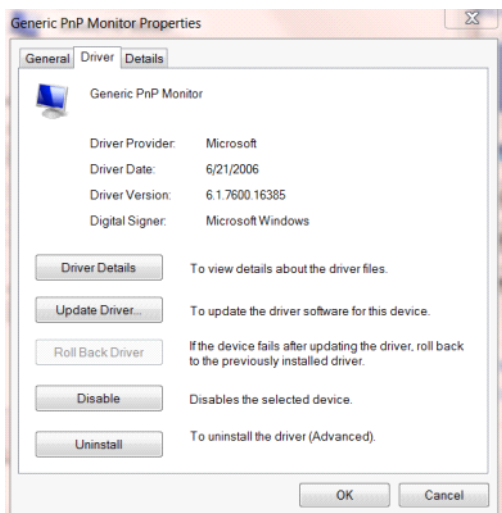 Generic PnP Monitor Properties
General Driver Details
Generic PnP Monitor
Driver Provider: Microsoft
Driver Date: 6/21/2006
Driver Version: 6.1.7600.16385
Digital Signer: Microsoft Windows
Driver Details To view details about the driver files.
Update Driver... To update the driver software for this device.
Roll Back Driver If the device fails after updating the driver, roll back
to the previously installed driver.
Disable Disables the selected device.
Uninstall To uninstall the driver (Advanced).
OK Cancel